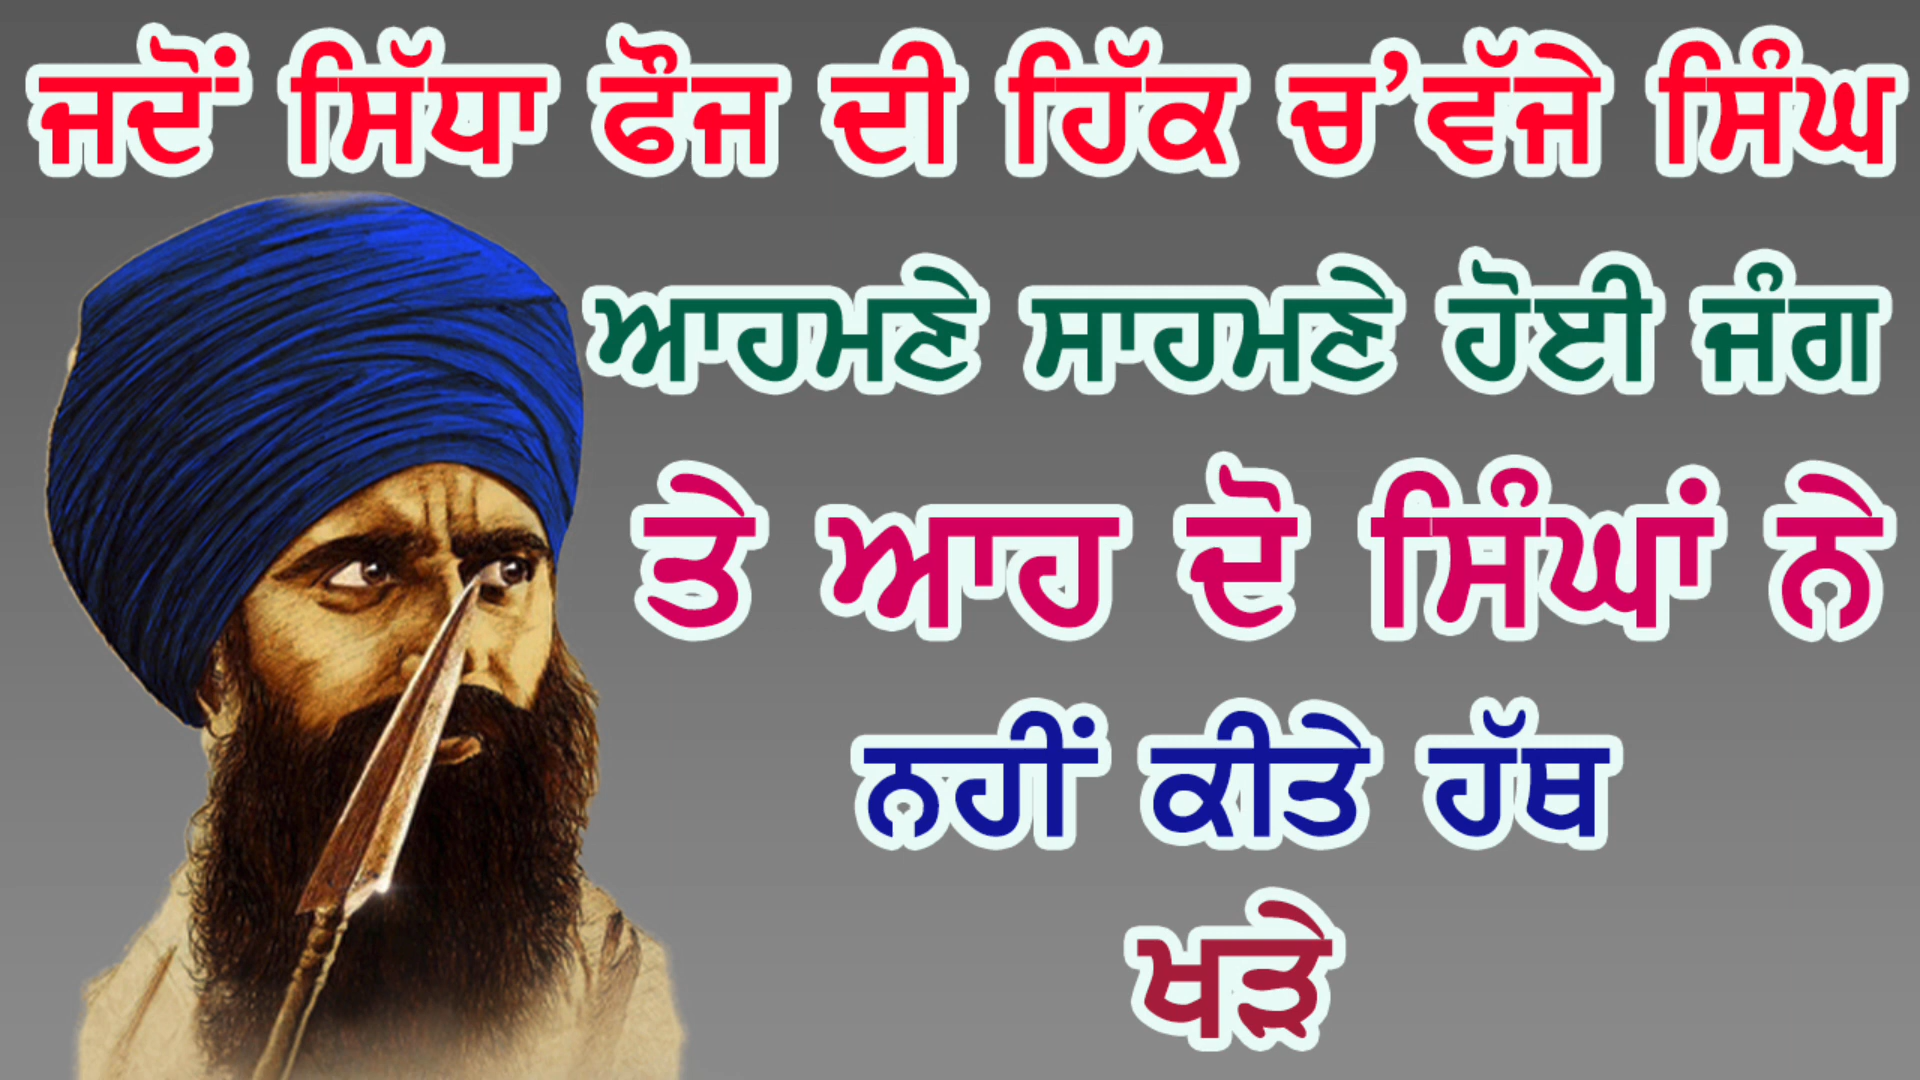 ਜਦੋਂ ਸਿੱਧਾ ਫੌਜ ਦੀ ਹਿੱਕ ਚ’ਵੱਜੇ ਸਿੰਘ
ਆਹਮਣੇ ਸਾਹਮਣੇ ਹੋਈ ਜੰਗ
ਤੇ ਆਹ ਦੋ ਸਿੰਘਾਂ ਨੇ
ਨਹੀਂ ਕੀਤੇ ਹੱਥ
ਖੜੇ